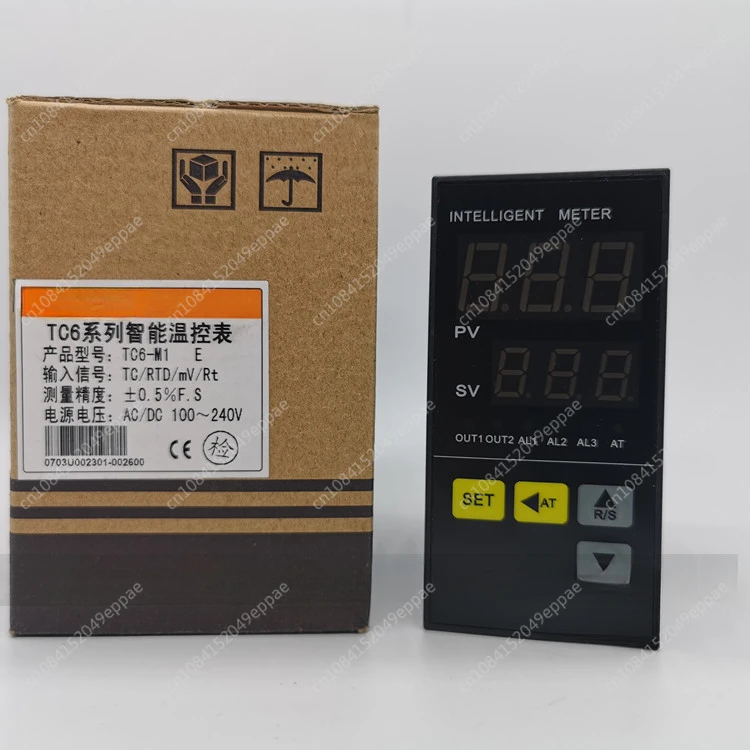 TC6系列智能温控表
产品型号: TC6-M1 E
输入信号: TC/RTD/mV/Rt
测量精度: ±0.5%F.S
电源电压: AC/DC 100~240V
CE 检
0703U002301-002600
INTELLIGENT METER
PV
SV
OUT1 OUT2 AL1 AL2 AL3 AT
SET
AT
R/S
cn1084152049eppae